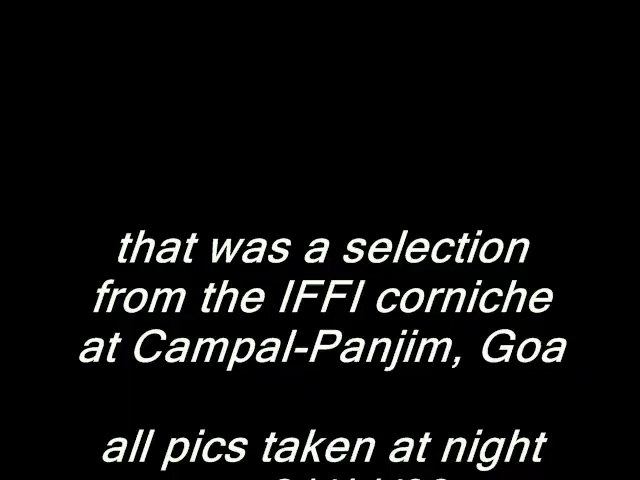 that was a selection
from the IFFI corniche
at Campal-Panjim, Goa
all pics taken at night